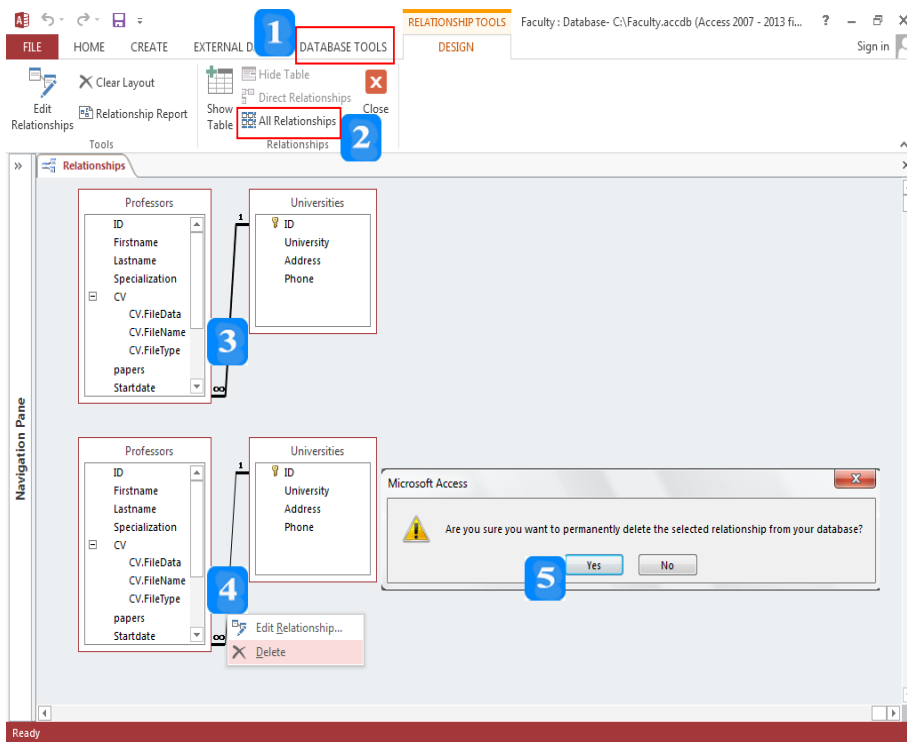 RELATIONSHIP TOOLS Faculty : Database- C:\Faculty.accdb (Access 2007 - 2013 fi... ?
FILE HOME CREATE EXTERNAL D 1 DATABASE TOOLS DESIGN Sign in
Edit Relationships
Clear Layout
Relationship Report
Tools
Show Table
Hide Table
Direct Relationships
All Relationships
2
Close
Relationships
» Relationships
Navigation Pane
Professors
ID
Firstname
Lastname
Specialization
CV
CV.FileData
CV.FileName
CV.FileType
papers
Startdate
1
3
∞
Universities
ID
University
Address
Phone
Professors
ID
Firstname
Lastname
Specialization
CV
CV.FileData
CV.FileName
CV.FileType
papers
Startdate
1
4
∞
Universities
ID
University
Address
Phone
Edit Relationship...
Delete
Microsoft Access
Are you sure you want to permanently delete the selected relationship from your database?
5 Yes No
Ready